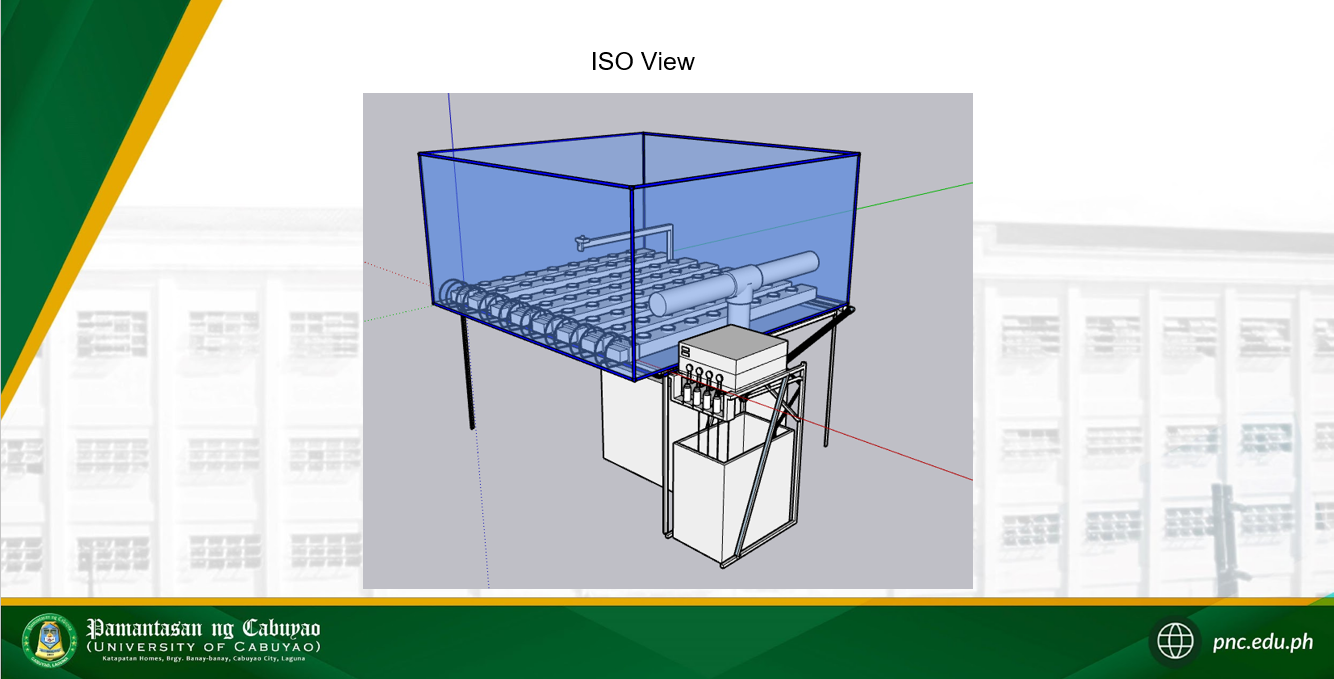 ISO View
Pamantasan ng Cabuyao
(UNIVERSITY OF CABUYAO)
Katapatan Homes, Brgy. Banay-banay, Cabuyao City, Laguna
pnc.edu.ph